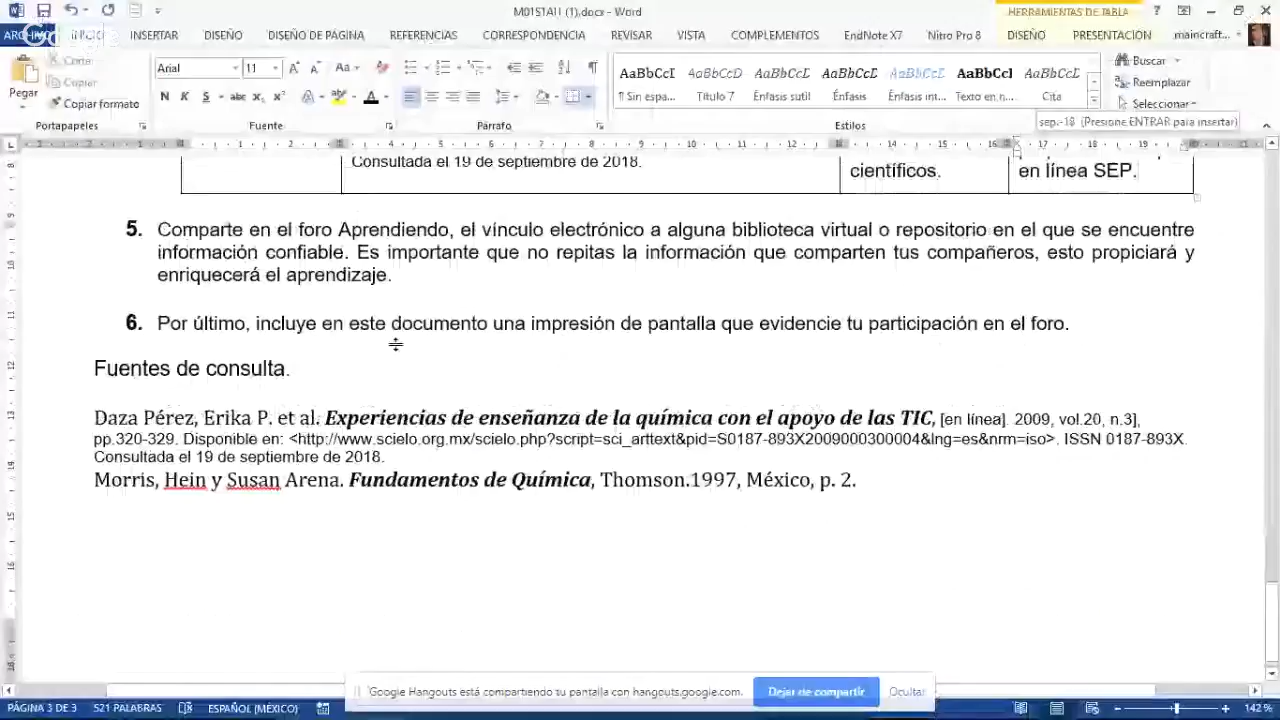 M01S1AI1 (1).docx - Word
HERRAMIENTAS DE TABLA
ARCHIVO INICIO INSERTAR DISEÑO DISEÑO DE PÁGINA REFERENCIAS CORRESPONDENCIA REVISAR VISTA COMPLEMENTOS EndNote X7 Nitro Pro 8 DISEÑO PRESENTACIÓN maincraft...
Cortar
Copiar
Copiar formato
Pegar
Portapapeles
Arial 11
N K S abc x₂ x²
Fuente
Párrafo
AaBbCcI AaBbCcD AaBbCcI AaBbCcI AaBbCcI AaBbCcI AaBbCcI
¶ Sin espa... Título 7 Énfasis sutil Énfasis Énfasis int... Texto en n... Cita
Estilos
Buscar
Reemplazar
Seleccionar
sep.-18 (Presione ENTRAR para insertar)
Consultada el 19 de septiembre de 2018.
científicos.
en línea SEP.
5. Comparte en el foro Aprendiendo, el vínculo electrónico a alguna biblioteca virtual o repositorio en el que se encuentre
información confiable. Es importante que no repitas la información que comparten tus compañeros, esto propiciará y
enriquecerá el aprendizaje.
6. Por último, incluye en este documento una impresión de pantalla que evidencie tu participación en el foro.
Fuentes de consulta.
Daza Pérez, Erika P. et al. Experiencias de enseñanza de la química con el apoyo de las TIC, [en línea]. 2009, vol.20, n.3],
pp.320-329. Disponible en: <http://www.scielo.org.mx/scielo.php?script=sci_arttext&pid=S0187-893X2009000300004&lng=es&nrm=iso>. ISSN 0187-893X.
Consultada el 19 de septiembre de 2018.
Morris, Hein y Susan Arena. Fundamentos de Química, Thomson.1997, México, p. 2.
Google Hangouts está compartiendo tu pantalla con hangouts.google.com. Dejar de compartir Ocultar
PÁGINA 3 DE 3 521 PALABRAS ESPAÑOL (MÉXICO) 142 %